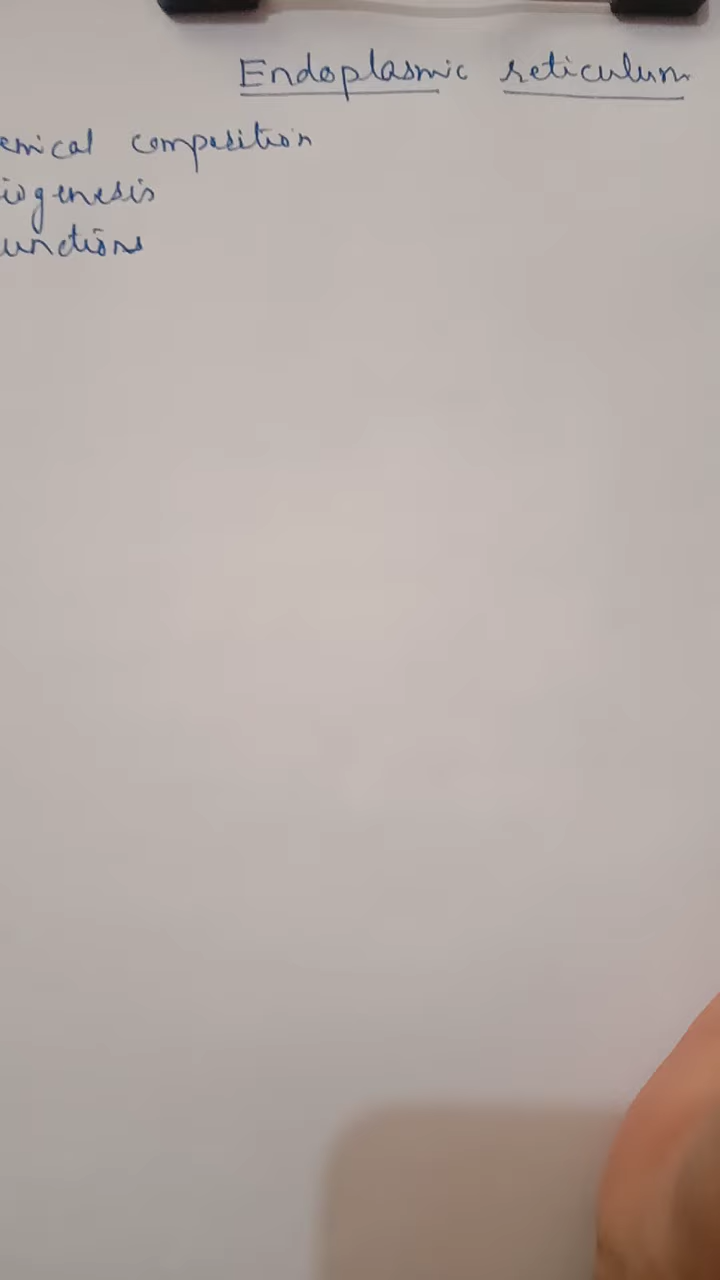 Endoplasmic reticulum
emical composition
iogenesis
unctions